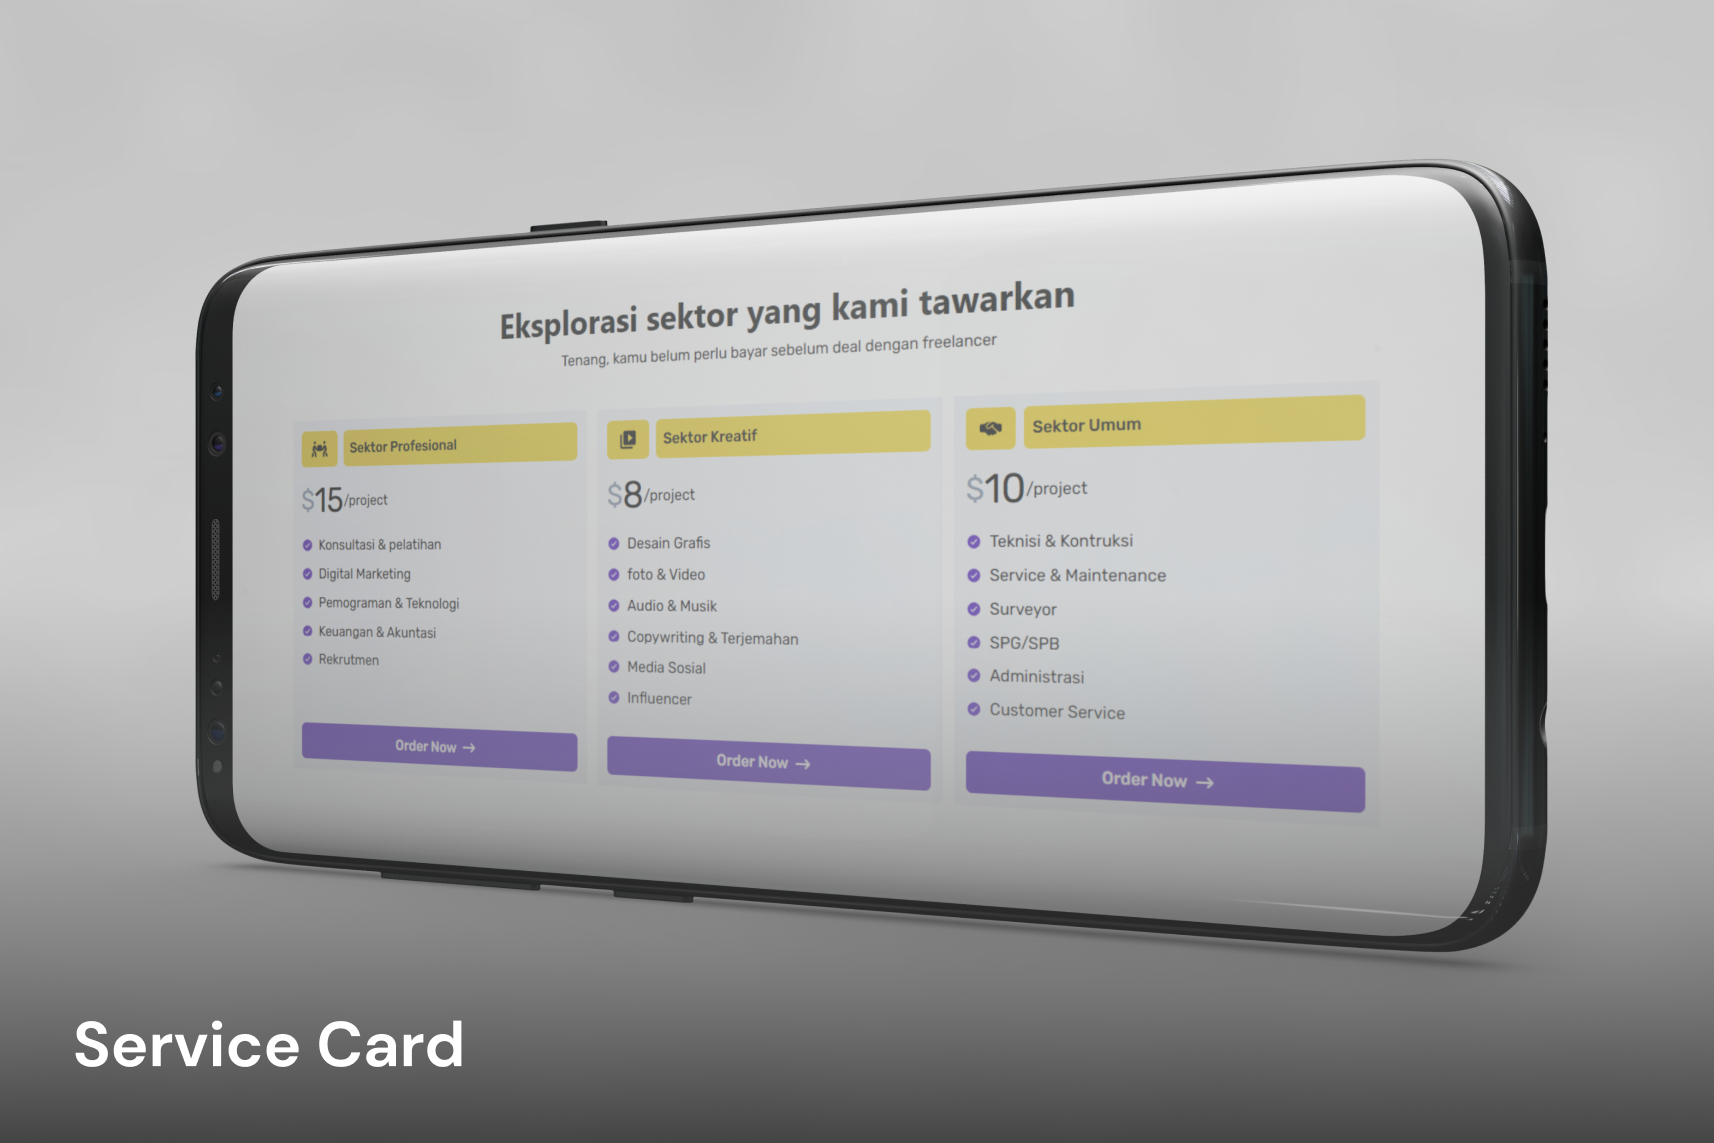 Eksplorasi sektor yang kami tawarkan
Tenang, kamu belum perlu bayar sebelum deal dengan freelancer
Sektor Profesional
$15/project
Konsultasi & pelatihan
Digital Marketing
Pemograman & Teknologi
Keuangan & Akuntasi
Rekrutmen
Order Now →
Sektor Kreatif
$8/project
Desain Grafis
foto & Video
Audio & Musik
Copywriting & Terjemahan
Media Sosial
Influencer
Order Now →
Sektor Umum
$10/project
Teknisi & Kontruksi
Service & Maintenance
Surveyor
SPG/SPB
Administrasi
Customer Service
Order Now →
Service Card